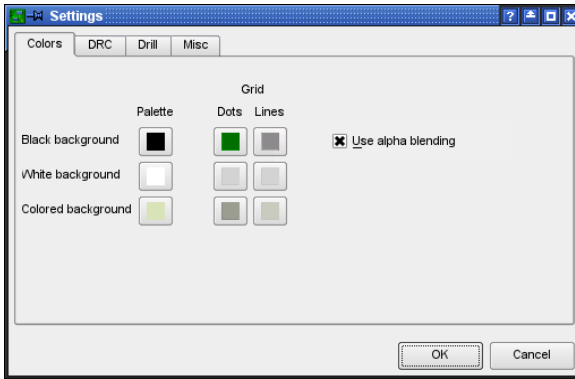 Settings
Colors DRC Drill Misc
Grid
Palette Dots Lines
Black background
Use alpha blending
White background
Colored background
OK Cancel